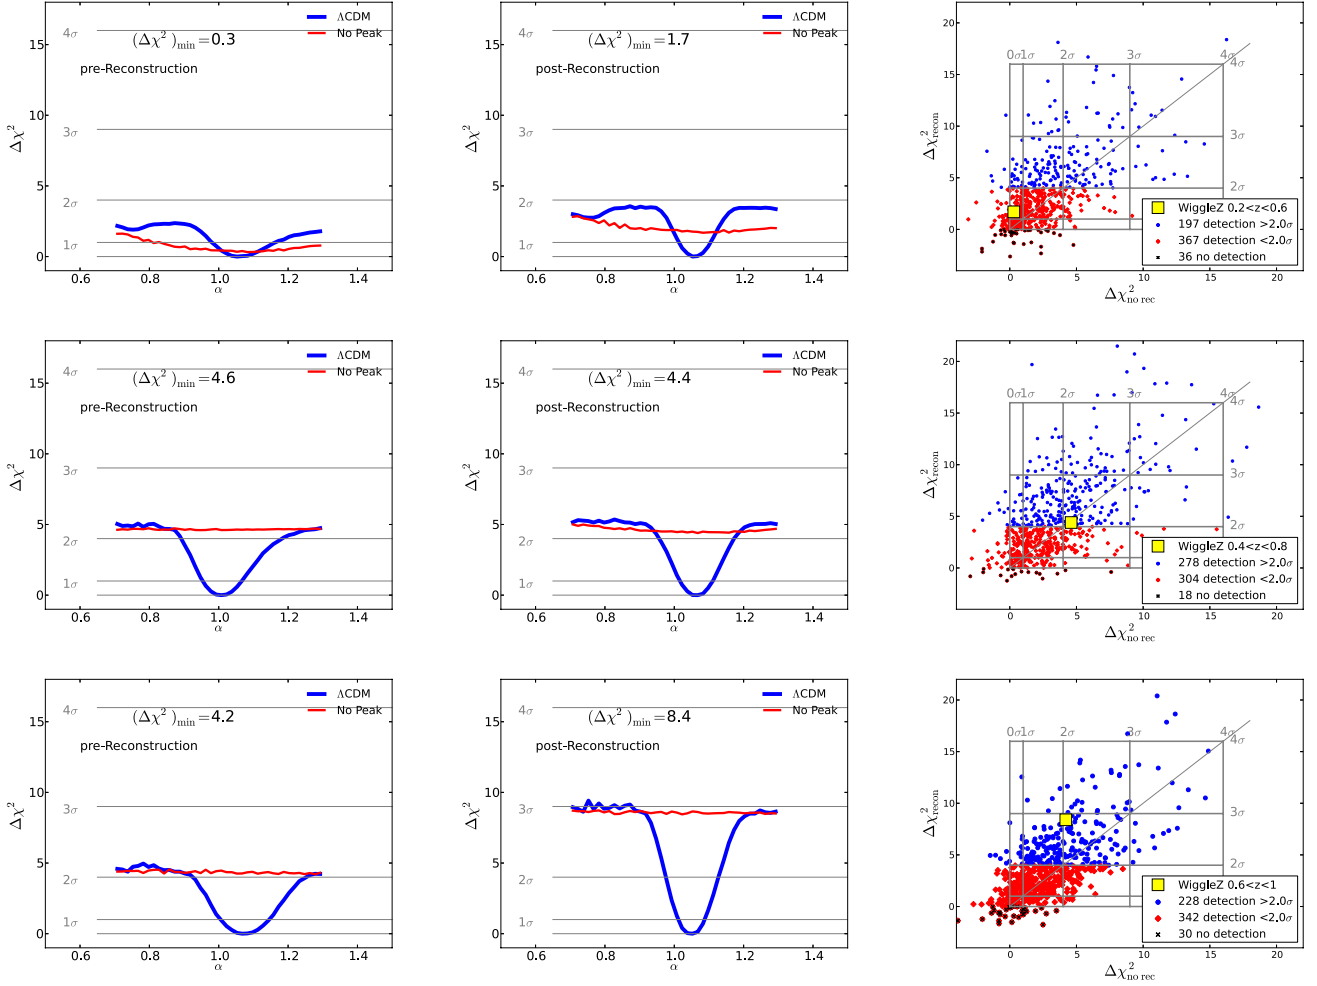 ΛCDM
No Peak
4σ
(Δχ² )min=0.3
pre-Reconstruction
3σ
2σ
1σ
Δχ²
15
10
5
0
0.6 0.8 1.0 1.2 1.4
α
ΛCDM
No Peak
4σ
(Δχ² )min=1.7
post-Reconstruction
3σ
2σ
1σ
Δχ²
15
10
5
0
0.6 0.8 1.0 1.2 1.4
α
0σ1σ 2σ 3σ 4σ
4σ
3σ
2σ
Δχ²recon
20
15
10
5
0
WiggleZ 0.2<z<0.6
197 detection >2.0σ
367 detection <2.0σ
36 no detection
0 5 10 15 20
Δχ²no rec
ΛCDM
No Peak
4σ
(Δχ² )min=4.6
pre-Reconstruction
3σ
2σ
1σ
Δχ²
15
10
5
0
0.6 0.8 1.0 1.2 1.4
α
ΛCDM
No Peak
4σ
(Δχ² )min=4.4
post-Reconstruction
3σ
2σ
1σ
Δχ²
15
10
5
0
0.6 0.8 1.0 1.2 1.4
α
0σ1σ 2σ 3σ 4σ
4σ
3σ
2σ
Δχ²recon
20
15
10
5
0
WiggleZ 0.4<z<0.8
278 detection >2.0σ
304 detection <2.0σ
18 no detection
0 5 10 15 20
Δχ²no rec
ΛCDM
No Peak
4σ
(Δχ² )min=4.2
pre-Reconstruction
3σ
2σ
1σ
Δχ²
15
10
5
0
0.6 0.8 1.0 1.2 1.4
α
ΛCDM
No Peak
4σ
(Δχ² )min=8.4
post-Reconstruction
3σ
2σ
1σ
Δχ²
15
10
5
0
0.6 0.8 1.0 1.2 1.4
α
0σ1σ 2σ 3σ 4σ
4σ
3σ
2σ
Δχ²recon
20
15
10
5
0
WiggleZ 0.6<z<1
228 detection >2.0σ
342 detection <2.0σ
30 no detection
0 5 10 15 20
Δχ²no rec